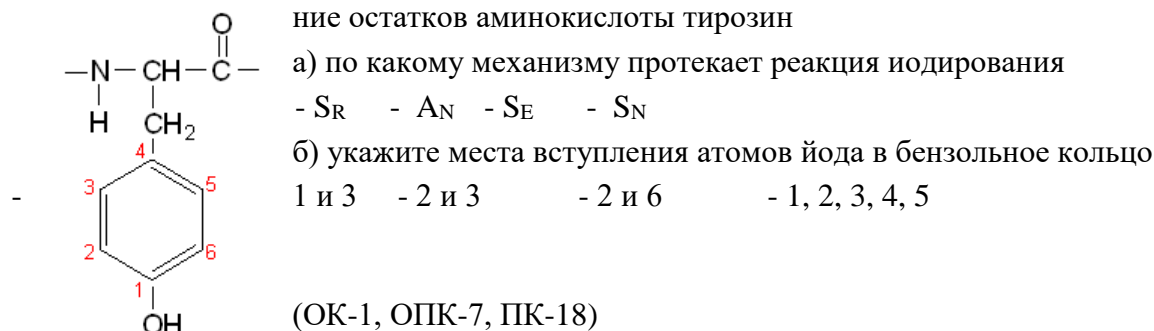 ние остатков аминокислоты тирозин
а) по какому механизму протекает реакция иодирования
- SR - AN - SE - SN
б) укажите места вступления атомов йода в бензольное кольцо
- 1 и 3 - 2 и 3 - 2 и 6 - 1, 2, 3, 4, 5
(ОК-1, ОПК-7, ПК-18)
O
–N–CH–C–
H CH2
4
3 5
2 6
1
OH